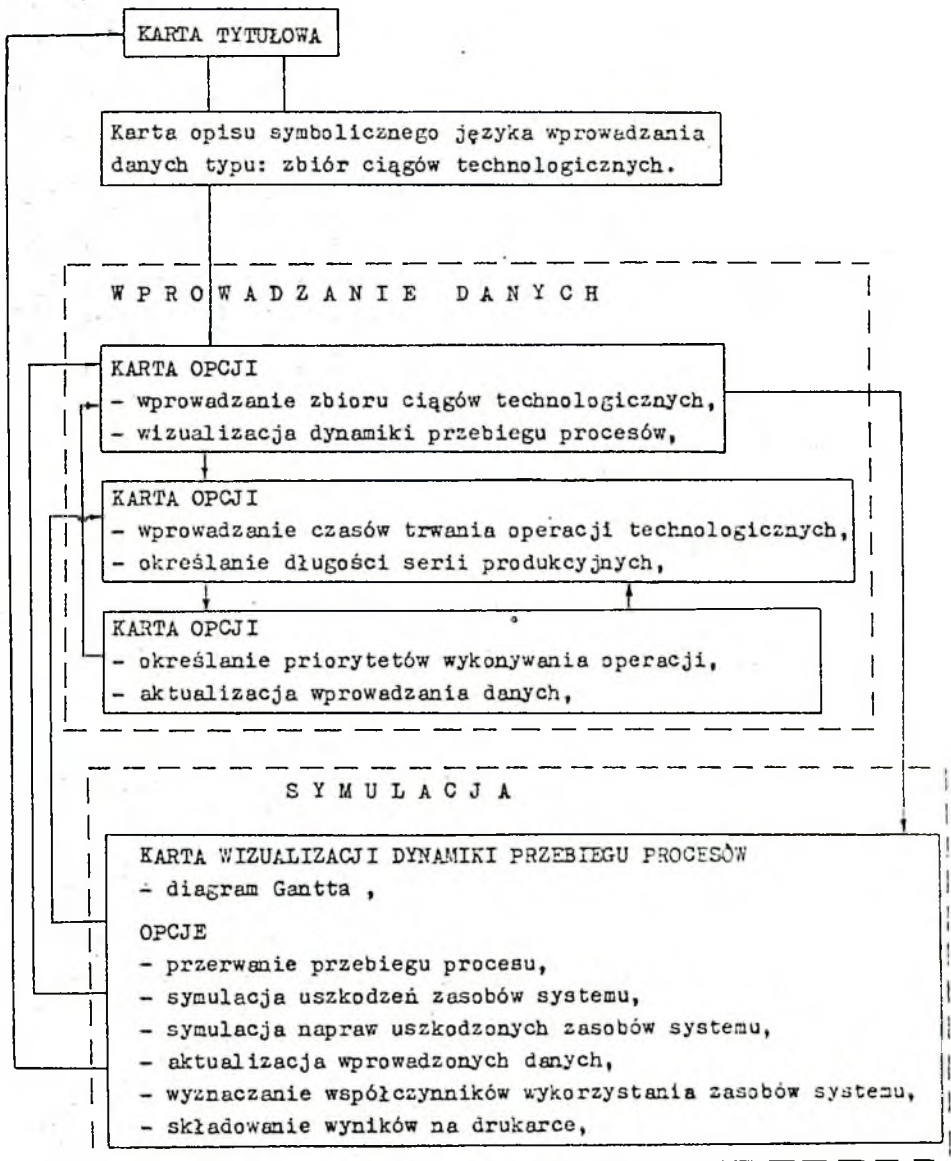 KARTA TYTUŁOWA
Karta opisu symbolicznego języka wprowadzania
danych typu: zbiór ciągów technologicznych.
WPROWADZANIE DANYCH
KARTA OPCJI
- wprowadzanie zbioru ciągów technologicznych,
- wizualizacja dynamiki przebiegu procesów,
KARTA OPCJI
- wprowadzanie czasów trwania operacji technologicznych,
- określanie długości serii produkcyjnych,
KARTA OPCJI
- określanie priorytetów wykonywania operacji,
- aktualizacja wprowadzania danych,
SYMULACJA
KARTA WIZUALIZACJI DYNAMIKI PRZEBIEGU PROCESÓW
- diagram Gantta ,
OPCJE
- przerwanie przebiegu procesu,
- symulacja uszkodzeń zasobów systemu,
- symulacja napraw uszkodzonych zasobów systemu,
- aktualizacja wprowadzonych danych,
- wyznaczanie współczynników wykorzystania zasobów systemu,
- składowanie wyników na drukarce,